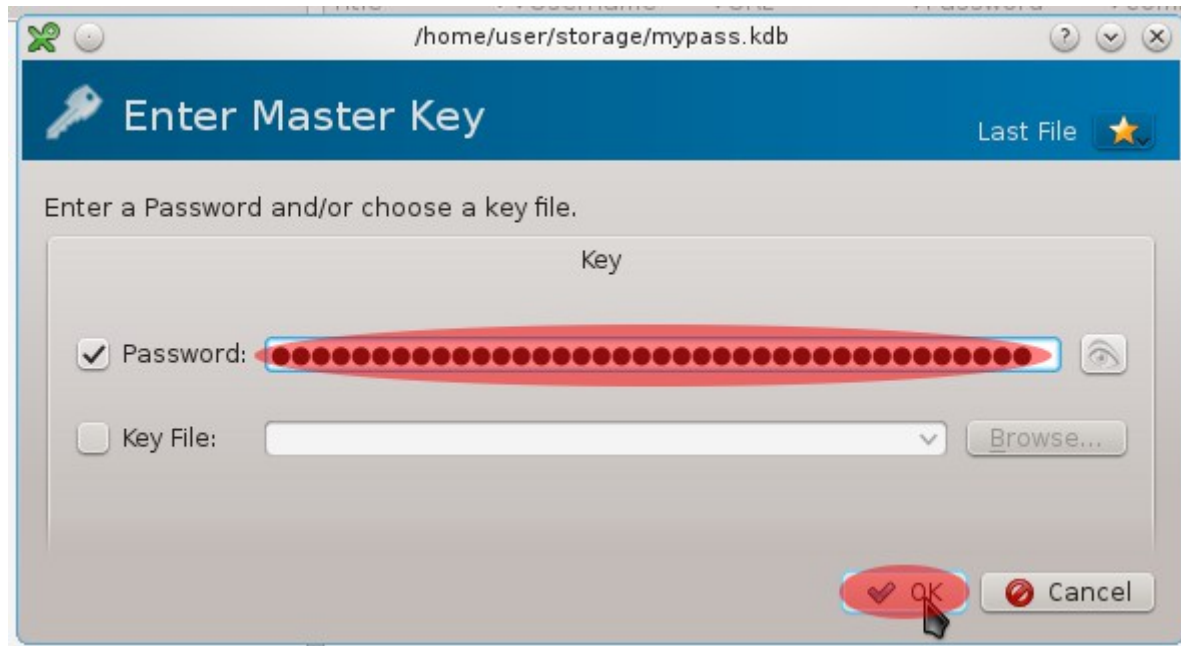 /home/user/storage/mypass.kdb
Enter Master Key
Last File
Enter a Password and/or choose a key file.
Key
Password: ●●●●●●●●●●●●●●●●●●●●●●●●●●●●●●●●●●●●●●
Key File:
Browse...
OK
Cancel